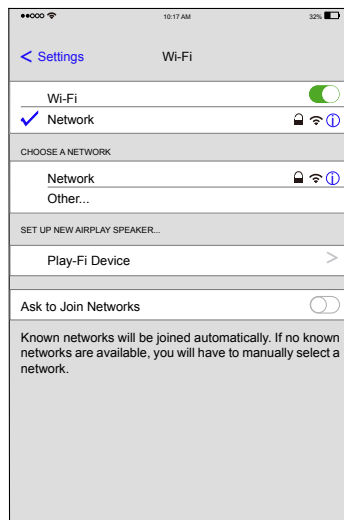 10:17 AM 32%
< Settings Wi-Fi
Wi-Fi
Network
CHOOSE A NETWORK
Network
Other...
SET UP NEW AIRPLAY SPEAKER...
Play-Fi Device >
Ask to Join Networks
Known networks will be joined automatically. If no known
networks are available, you will have to manually select a
network.